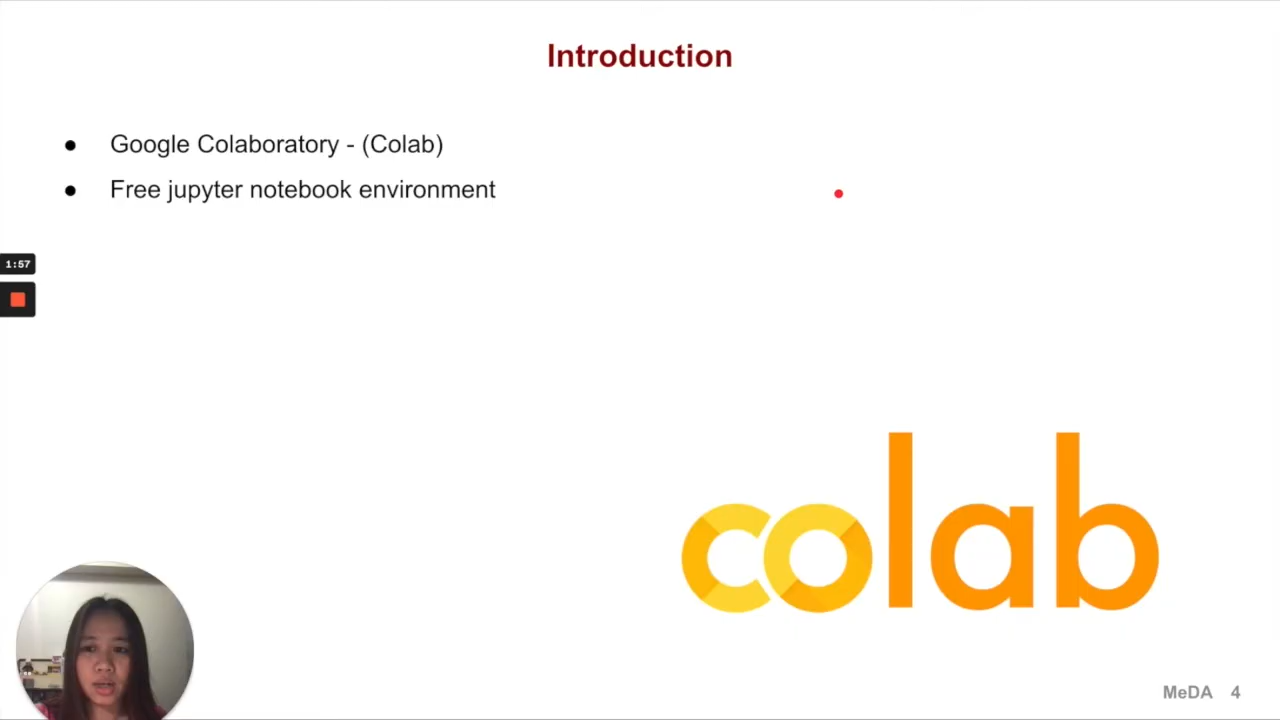 Introduction
● Google Colaboratory - (Colab)
● Free jupyter notebook environment
1:57
colab
MeDA 4